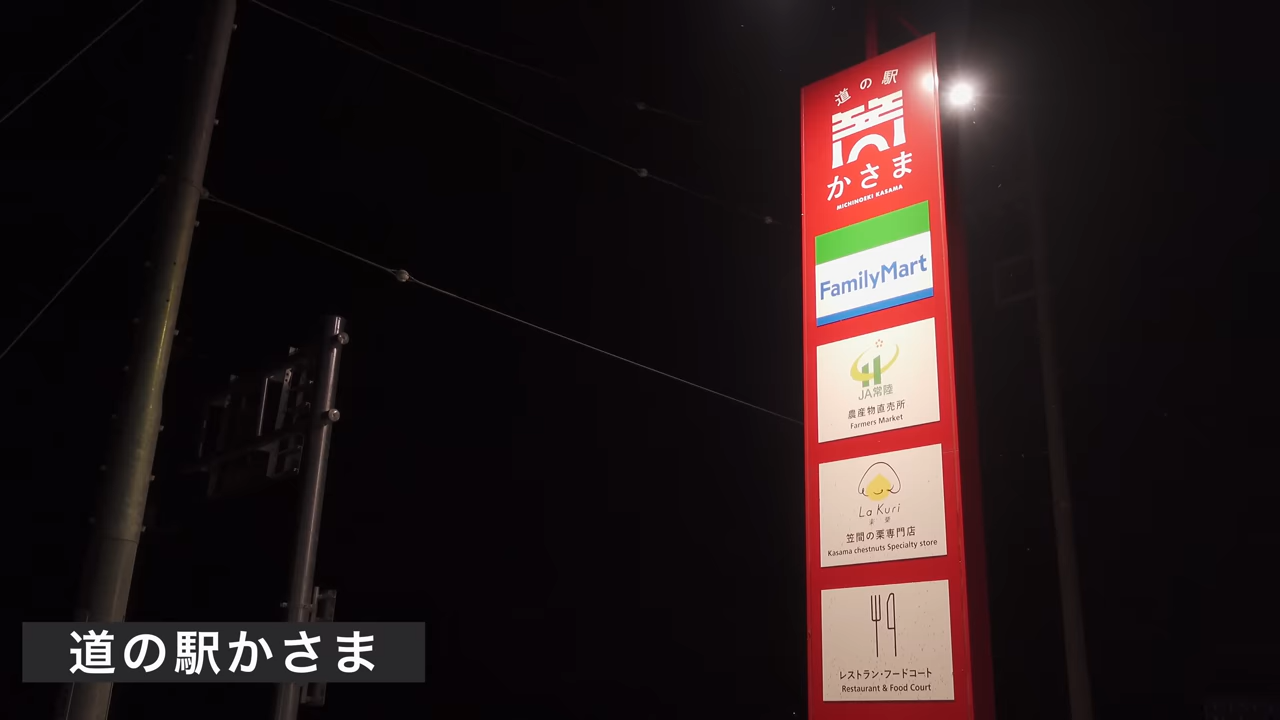 道の駅
かさま
MICHINOEKI KASAMA
FamilyMart
JA常陸
農産物直売所
Farmers Market
La Kuri
笠間の栗専門店
Kasama chestnuts Specialty store
レストラン・フードコート
Restaurant & Food Court
道の駅かさま